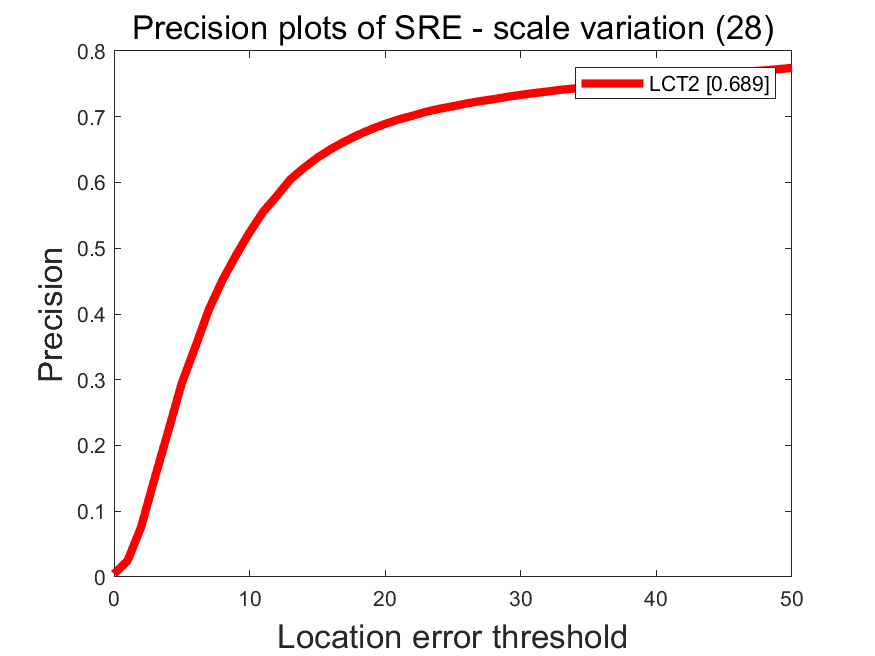 Precision plots of SRE - scale variation (28)
LCT2 [0.689]
Precision
0.8
0.7
0.6
0.5
0.4
0.3
0.2
0.1
0
0 10 20 30 40 50
Location error threshold